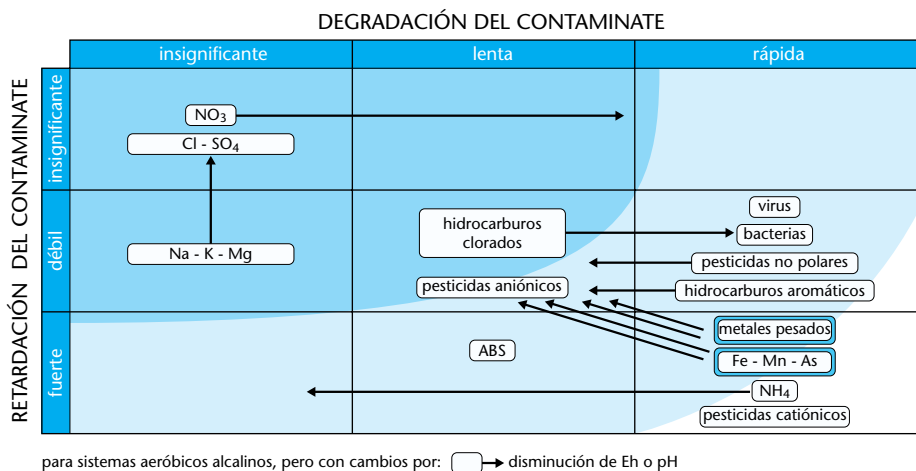 DEGRADACIÓN DEL CONTAMINATE
insignificante
lenta
rápida
RETARDACIÓN DEL CONTAMINATE
insignificante
débil
fuerte
NO₃
Cl - SO₄
Na - K - Mg
hidrocarburos
clorados
pesticidas aniónicos
virus
bacterias
pesticidas no polares
hidrocarburos aromáticos
metales pesados
ABS
Fe - Mn - As
NH₄
pesticidas catiónicos
para sistemas aeróbicos alcalinos, pero con cambios por:
disminución de Eh o pH